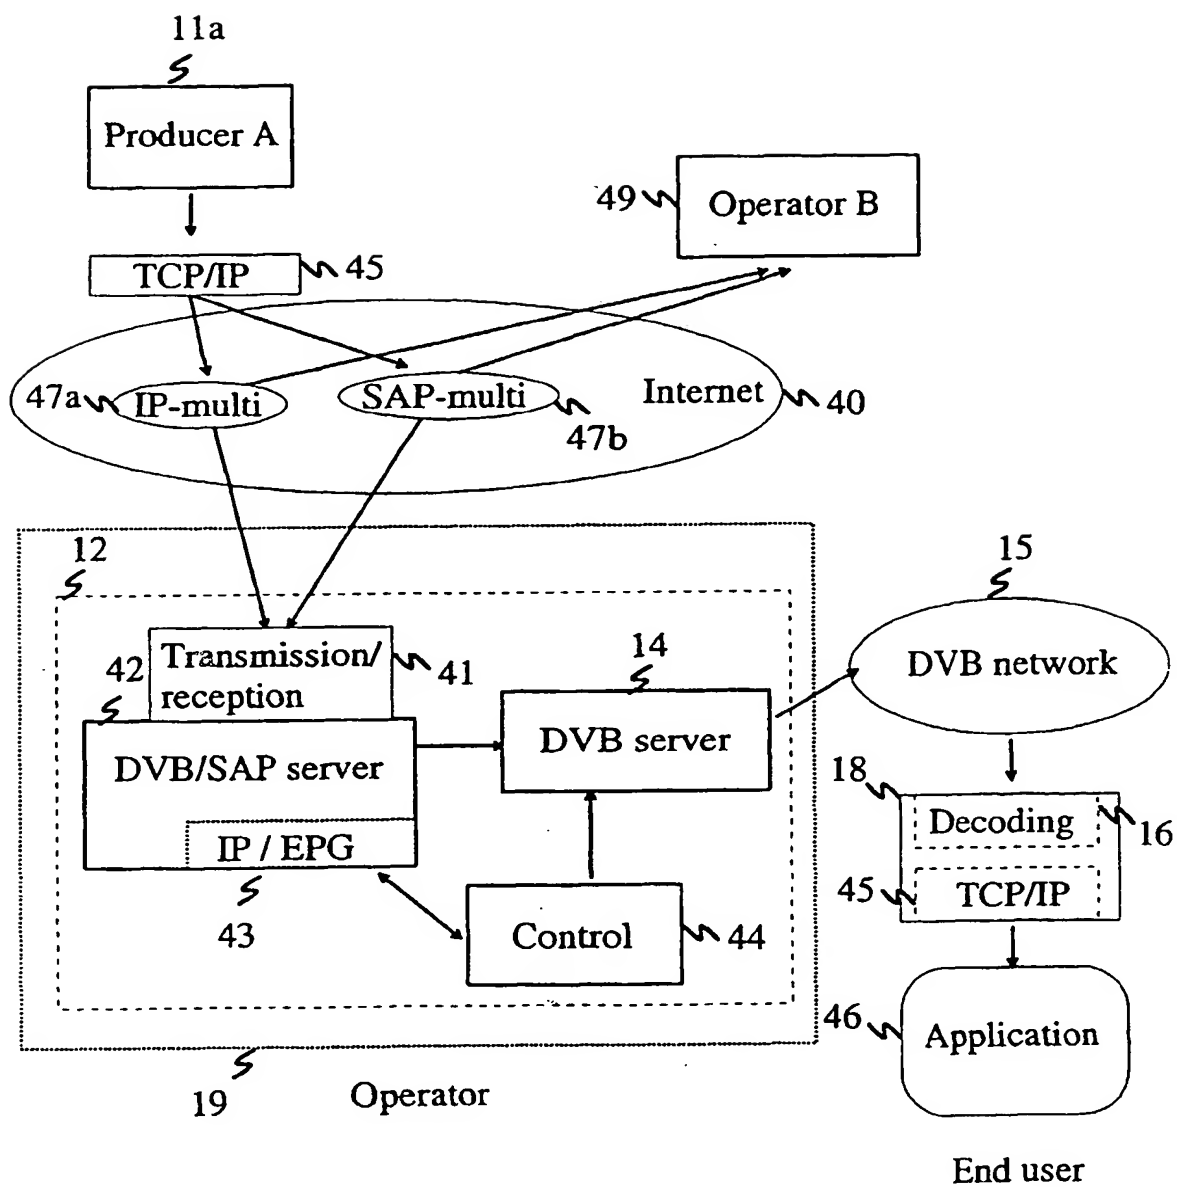 11a
Producer A
49
Operator B
TCP/IP
45
47a
IP-multi
SAP-multi
47b
Internet
40
12
15
42
Transmission/
reception
41
14
DVB network
DVB/SAP server
DVB server
18
Decoding
16
IP / EPG
45
TCP/IP
43
Control
44
46
Application
19
Operator
End user